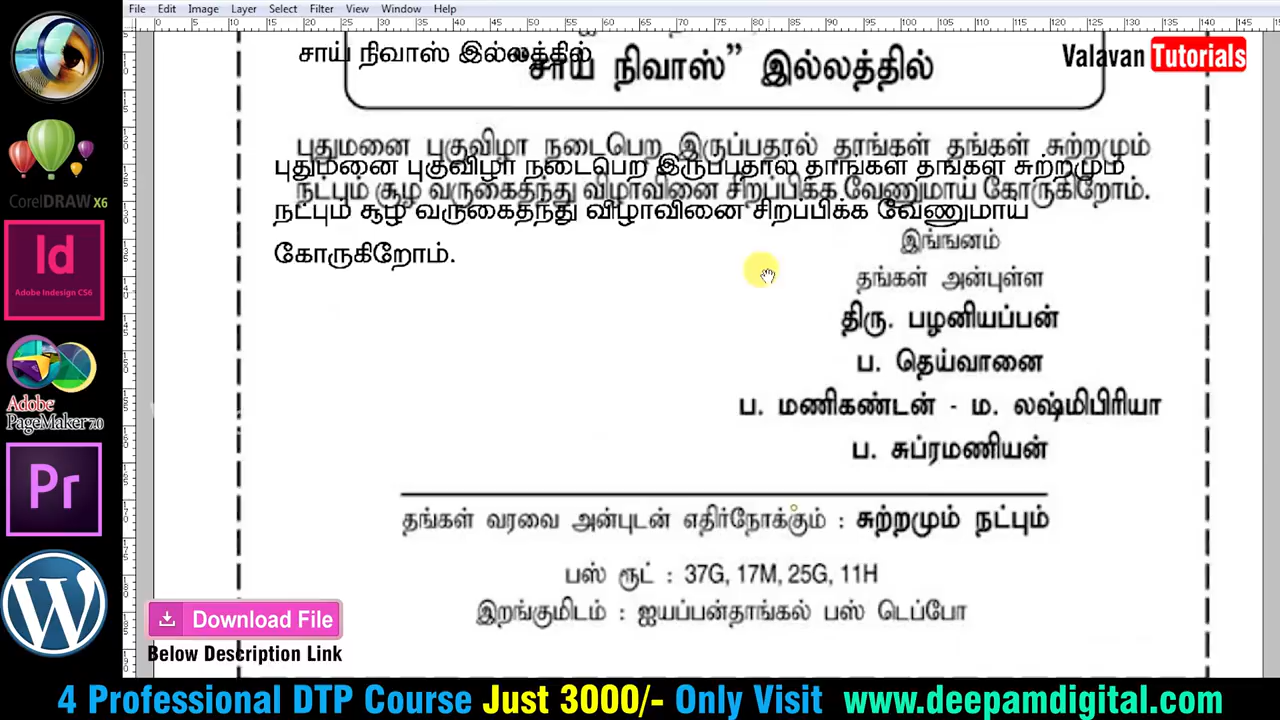 File Edit Image Layer Select Filter View Window Help
சாய் நிவாஸ் இல்லத்தில்
சாய் நிவாஸ்” இல்லத்தில்
Valavan Tutorials
புதுமனை புகுவிழா நடைபெற இருப்பதால் தாங்கள் தங்கள் சுற்றமும்
புதுமனை புகுவிழா நடைபெற இருப்பதால் தாங்கள் தங்கள் சுற்றமும்
நட்பும் சூழ வருகைதந்து விழாவினை சிறப்பிக்க வேணுமாய் கோருகிறோம்.
நட்பும் சூழ வருகைதந்து விழாவினை சிறப்பிக்க வேணுமாய்
கோருகிறோம்.
இங்ஙனம்
தங்கள் அன்புள்ள
திரு. பழனியப்பன்
ப. தெய்வானை
ப. மணிகண்டன் - ம. லஷ்மிபிரியா
ப. சுப்ரமணியன்
தங்கள் வரவை அன்புடன் எதிர்நோக்கும் : சுற்றமும் நட்பும்
பஸ் ரூட் : 37G, 17M, 25G, 11H
இறங்குமிடம் : ஐயப்பன்தாங்கல் பஸ் டெப்போ
CorelDRAW X6
Id
Adobe Indesign CS6
Adobe
PageMaker 7.0
Pr
W
Download File
Below Description Link
4 Professional DTP Course Just 3000/- Only Visit www.deepamdigital.com